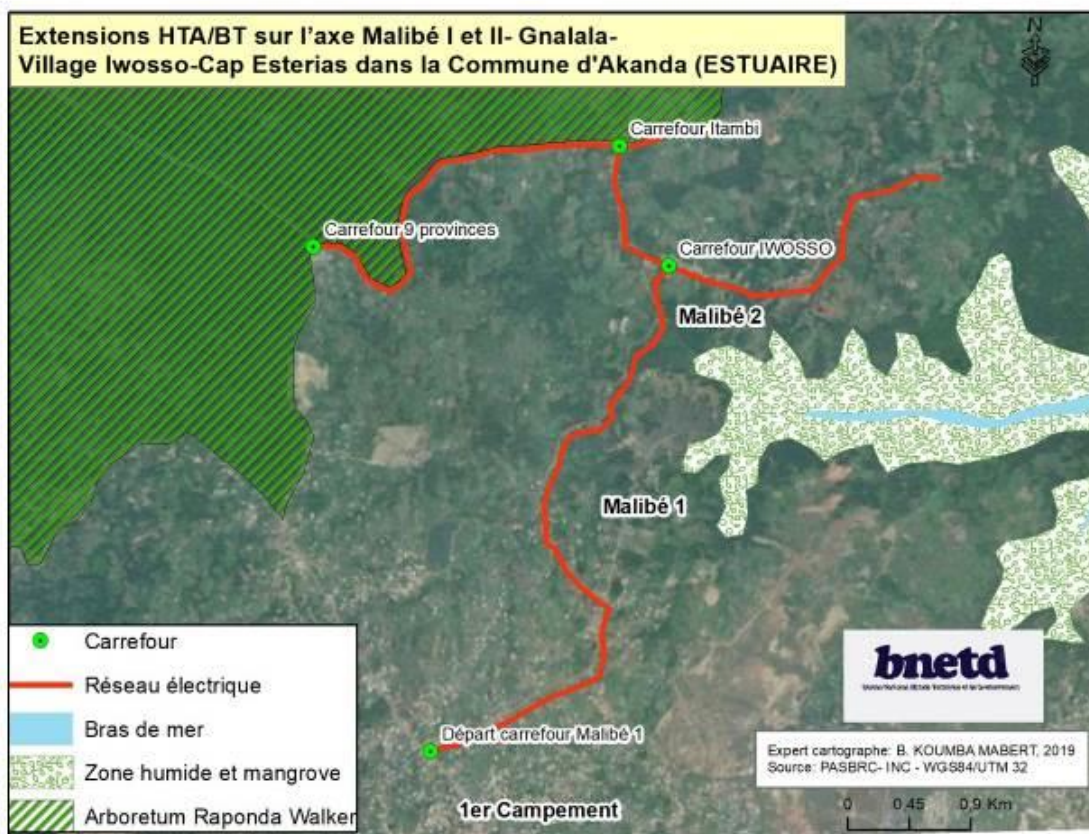 Extensions HTA/BT sur l'axe Malibé I et II- Gnalala-
Village Iwosso-Cap Esterias dans la Commune d'Akanda (ESTUAIRE)
N
Carrefour Itambi
Carrefour 9 provinces
Carrefour IWOSSO
Malibé 2
Malibé 1
Départ carrefour Malibé 1
1er Campement
Carrefour
Réseau électrique
Bras de mer
Zone humide et mangrove
Arboretum Raponda Walker
bnetd
Expert cartographe: B. KOUMBA MABERT, 2019
Source: PASBRC- INC - WGS84/UTM 32
0 0,45 0,9 Km